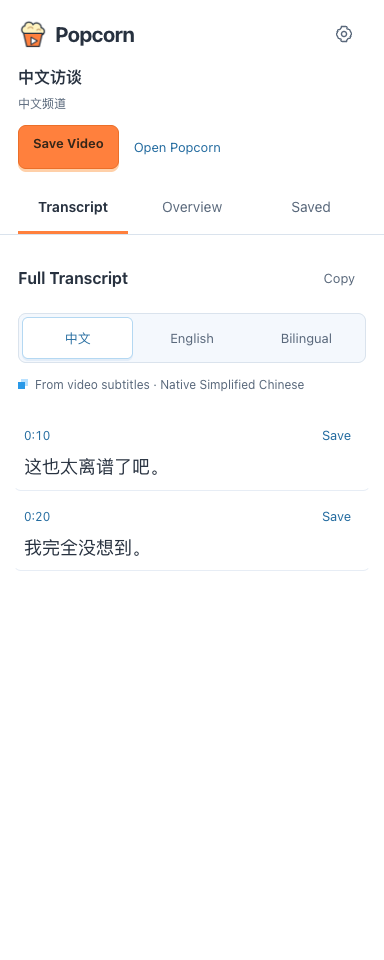 Popcorn
中文访谈
中文频道
Save Video
Open Popcorn
Transcript
Overview
Saved
Full Transcript
Copy
中文
English
Bilingual
From video subtitles · Native Simplified Chinese
0:10
Save
这也太离谱了吧。
0:20
Save
我完全没想到。